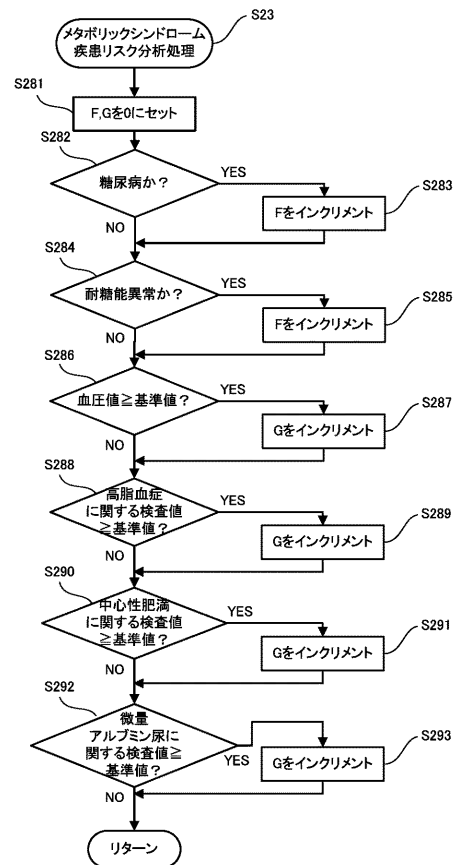 メタボリックシンドローム
疾患リスク分析処理
S23
S281
F,Gを0にセット
S282
糖尿病か？
YES
S283
Fをインクリメント
NO
S284
耐糖能異常か？
YES
S285
Fをインクリメント
NO
S286
血圧値≧基準値？
YES
S287
Gをインクリメント
NO
S288
高脂血症
に関する検査値
≧基準値？
YES
S289
Gをインクリメント
NO
S290
中心性肥満
に関する検査値
≧基準値？
YES
S291
Gをインクリメント
NO
S292
微量
アルブミン尿に
関する検査値≧
基準値？
YES
S293
Gをインクリメント
NO
リターン